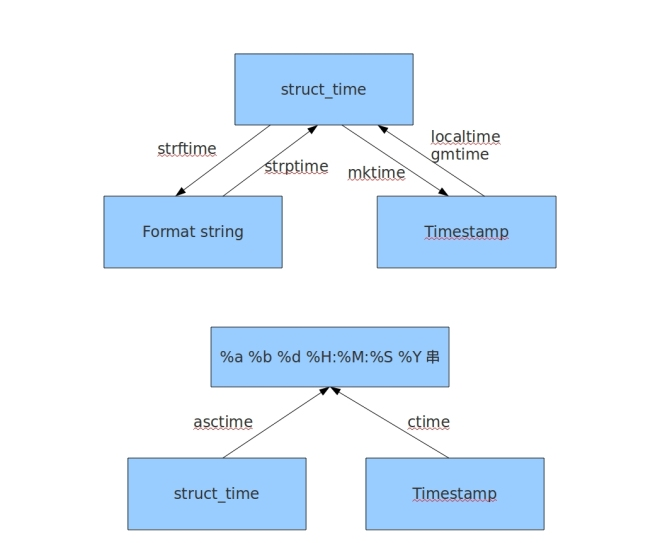 struct_time
strftime
strptime
mktime
localtime
gmtime
Format string
Timestamp
%a %b %d %H:%M:%S %Y 串
asctime
ctime
struct_time
Timestamp